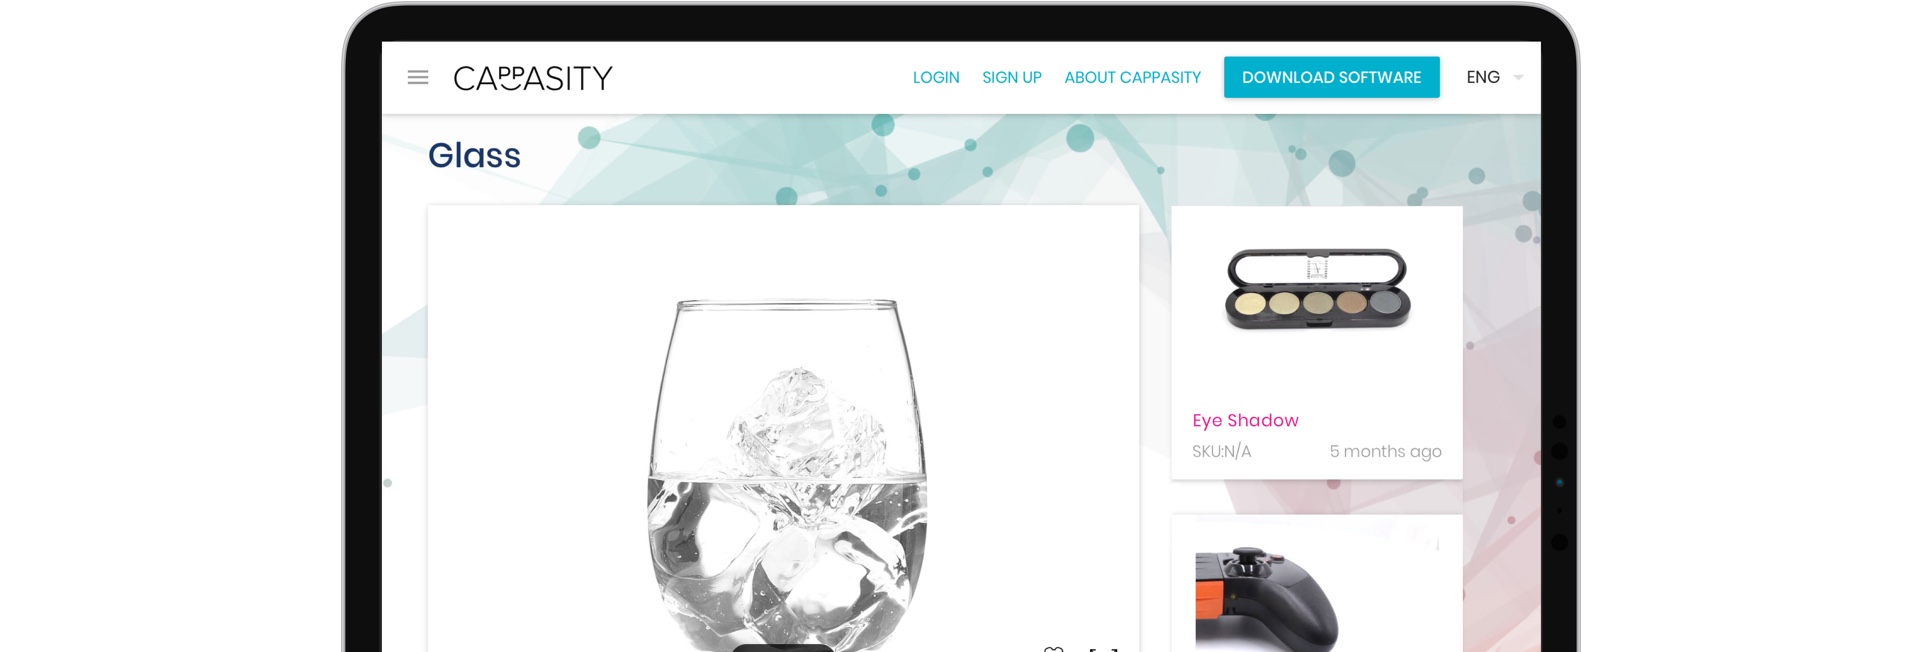 CAPPASITY
LOGIN SIGN UP ABOUT CAPPASITY DOWNLOAD SOFTWARE ENG
Glass
Eye Shadow
SKU:N/A 5 months ago